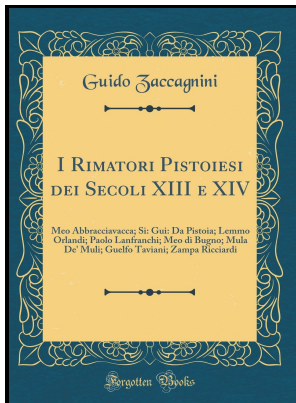 Guido Zaccagnini
I Rimatori Pistoiesi
dei Secoli XIII e XIV
Meo Abbracciavacca; Si: Gui: Da Pistoia; Lemmo
Orlandi; Paolo Lanfranchi; Meo di Bugno; Mula
De' Muli; Guelfo Taviani; Zampa Ricciardi
Forgotten Books